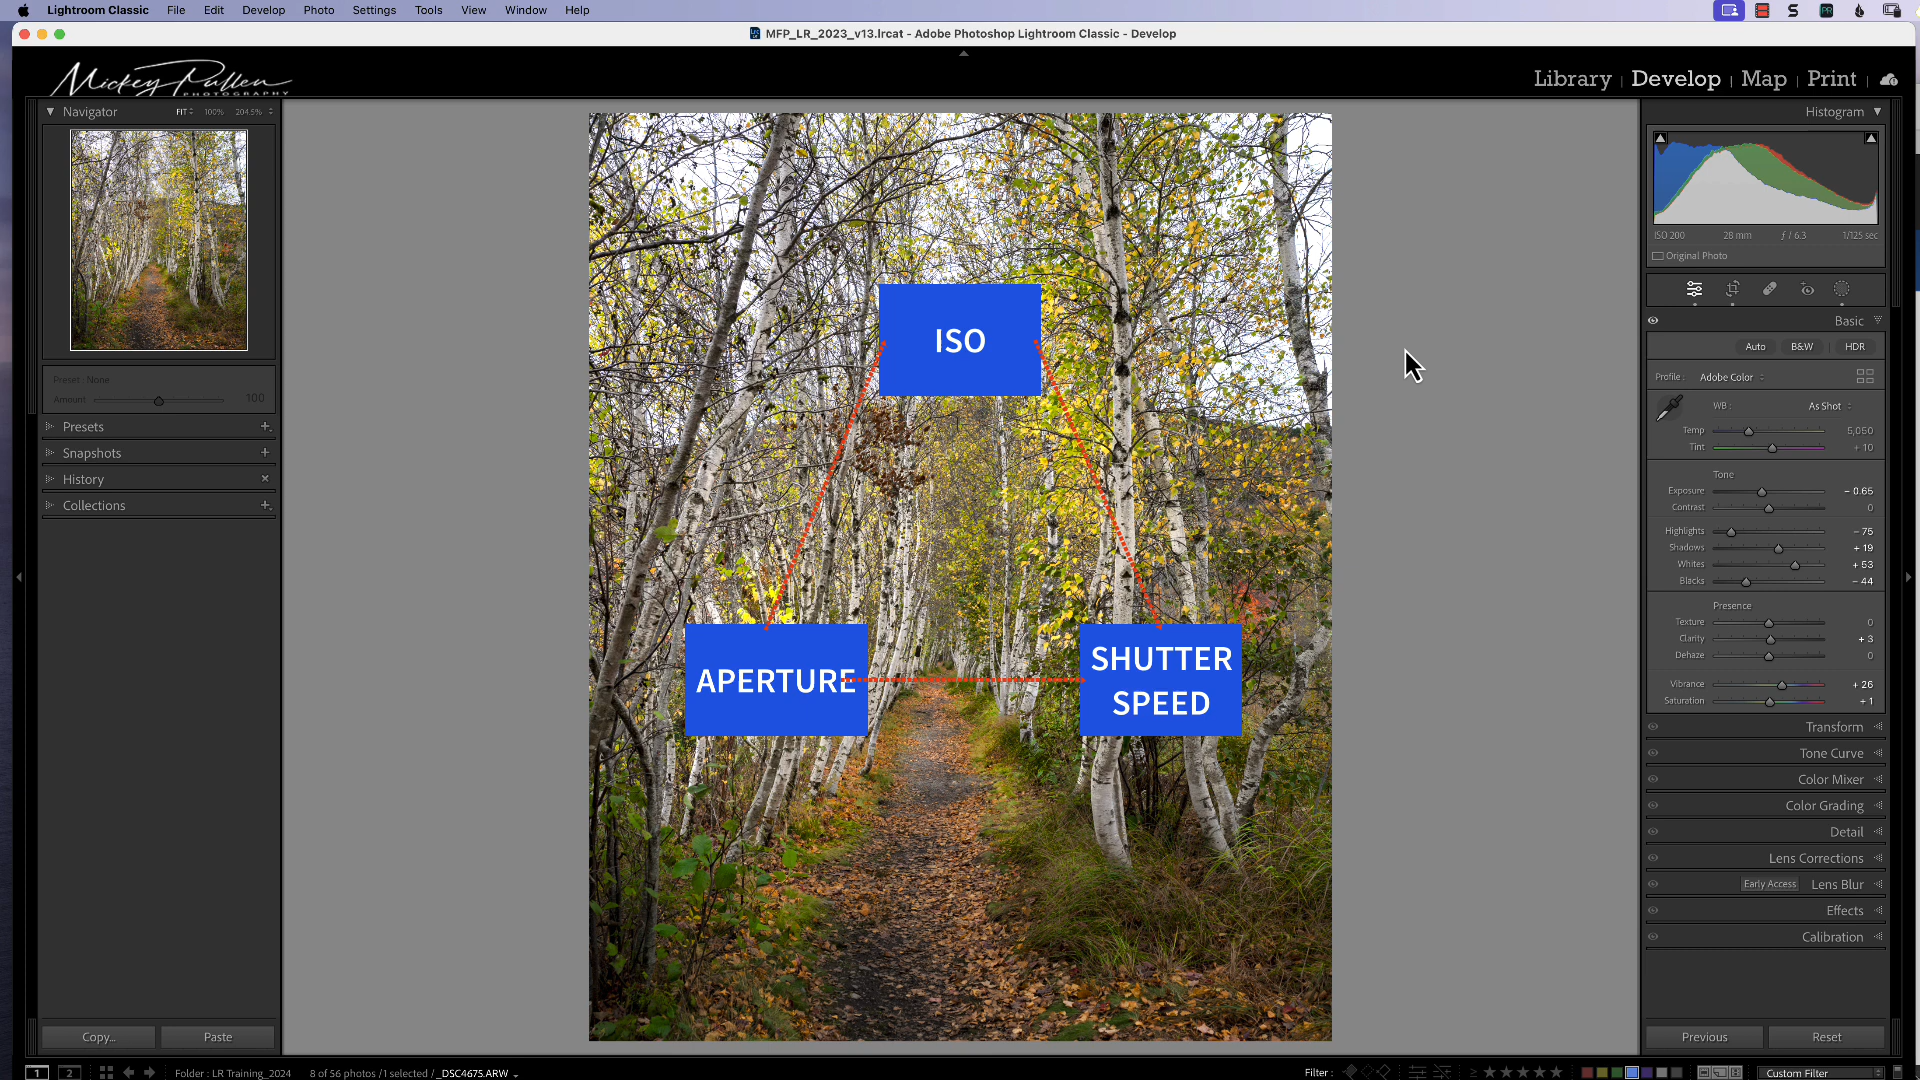 Lightroom Classic File Edit Develop Photo Settings Tools View Window Help
MFP_LR_2023_v13.lrcat - Adobe Photoshop Lightroom Classic - Develop
Mickey Pullen
PHOTOGRAPHY
Library | Develop | Map | Print
Navigator FIT 100% 204.5%
Preset : None
Amount 100
Presets
Snapshots
History
Collections
Copy... Paste
ISO
APERTURE
SHUTTER
SPEED
Histogram
ISO 200 28 mm ƒ / 6.3 1/125 sec
Original Photo
Basic
Auto B&W HDR
Profile : Adobe Color
WB : As Shot
Temp 5,050
Tint + 10
Tone
Exposure - 0.65
Contrast 0
Highlights - 75
Shadows + 19
Whites + 53
Blacks - 44
Presence
Texture 0
Clarity + 3
Dehaze 0
Vibrance + 26
Saturation + 1
Transform
Tone Curve
Color Mixer
Color Grading
Detail
Lens Corrections
Early Access Lens Blur
Effects
Calibration
Previous Reset
1 2 Folder : LR Training_2024 8 of 56 photos / 1 selected / _DSC4675.ARW Filter : Custom Filter